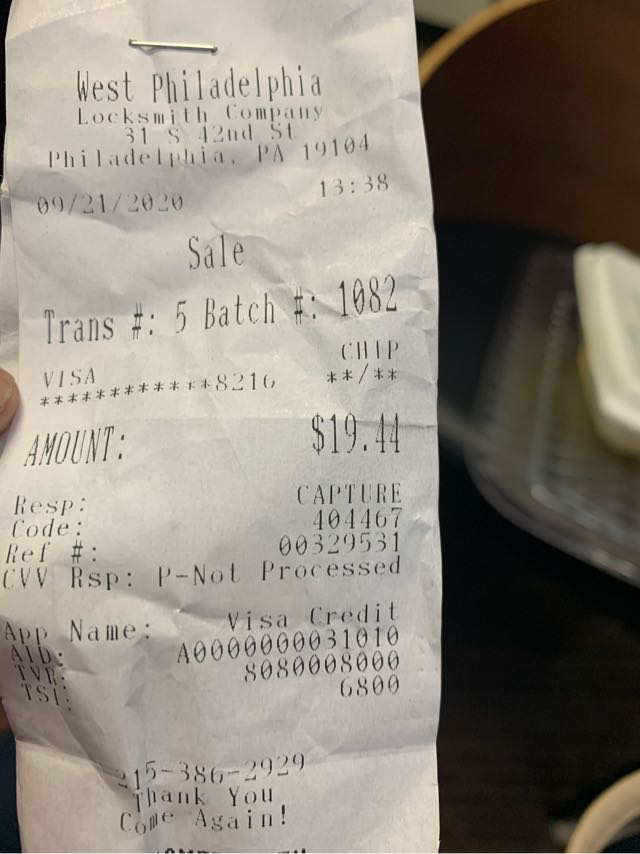 West Philadelphia
Locksmith Company
31 S 42nd St
Philadelphia, PA 19104
09/21/2020 13:38
Sale
Trans #: 5 Batch #: 1082
CHIP
VISA
************8216 **/**
AMOUNT: $19.44
Resp: CAPTURE
Code: 404467
Ref #: 00329531
CVV Rsp: P-Not Processed
App Name: Visa Credit
AID: A0000000031010
TVR: 8080008000
TSI: 6800
215-386-2929
Thank You
Come Again!